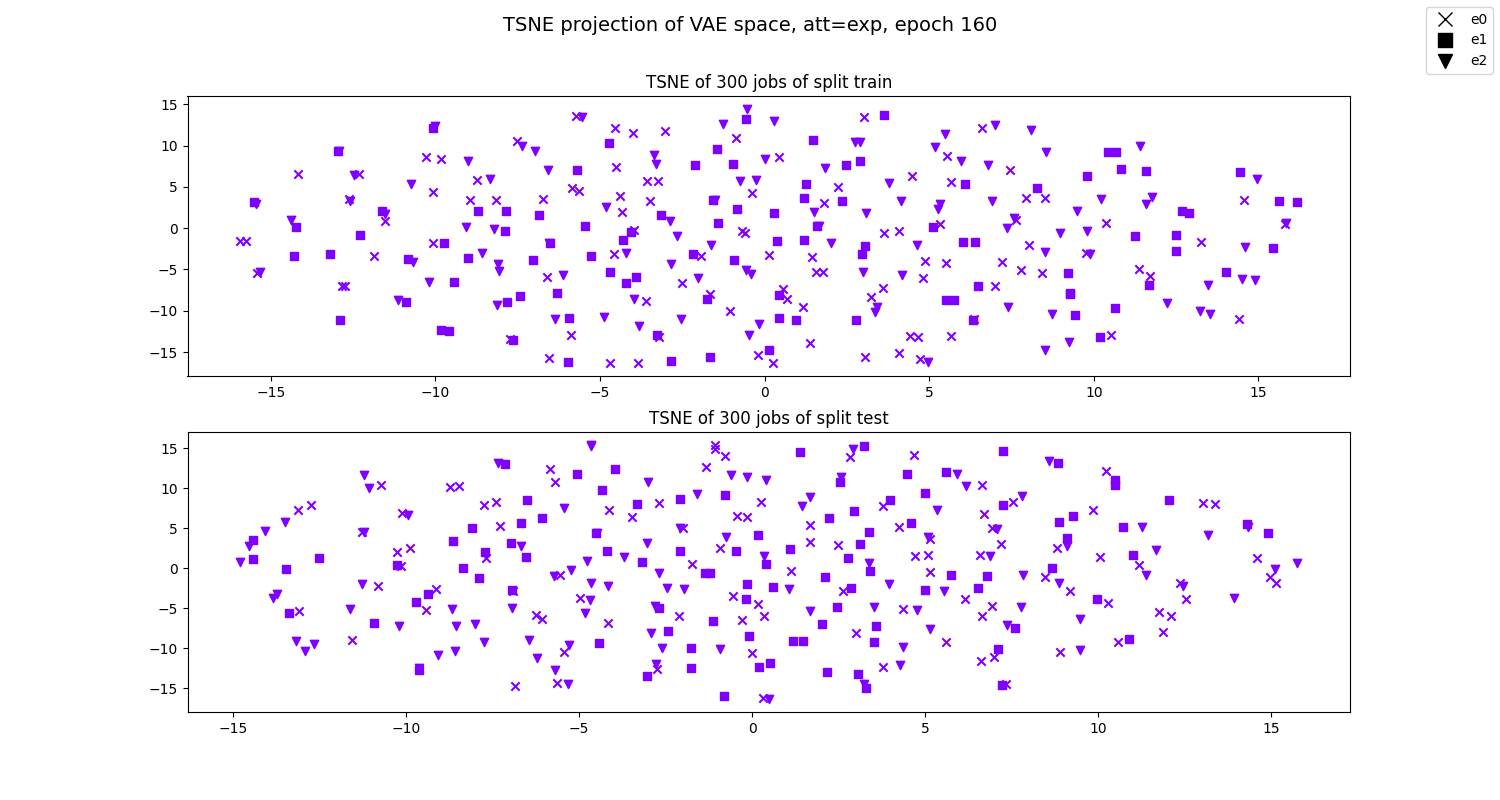 TSNE projection of VAE space, att=exp, epoch 160
e0
e1
e2
TSNE of 300 jobs of split train
15
10
5
0
−5
−10
−15
−15 −10 −5 0 5 10 15
TSNE of 300 jobs of split test
15
10
5
0
−5
−10
−15
−15 −10 −5 0 5 10 15